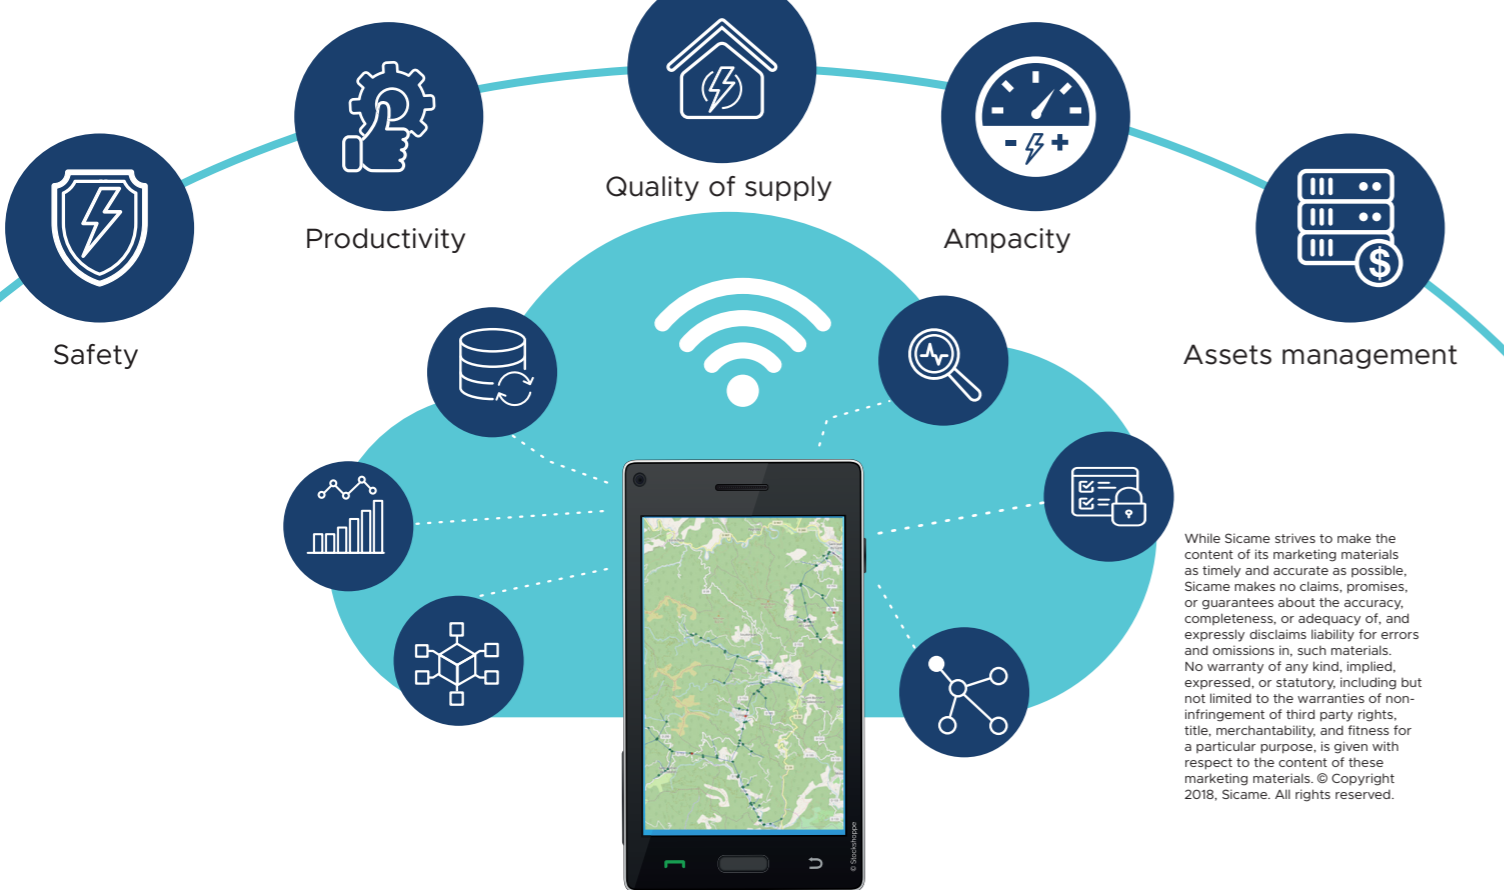 Quality of supply
Productivity
Ampacity
Safety
Assets management
$
While Sicame strives to make the
content of its marketing materials
as timely and accurate as possible,
Sicame makes no claims, promises,
or guarantees about the accuracy,
completeness, or adequacy of, and
expressly disclaims liability for errors
and omissions in, such materials.
No warranty of any kind, implied,
expressed, or statutory, including but
not limited to the warranties of non-
infringement of third party rights,
title, merchantability, and fitness for
a particular purpose, is given with
respect to the content of these
marketing materials. © Copyright
2018, Sicame. All rights reserved.
© Stockshoppe